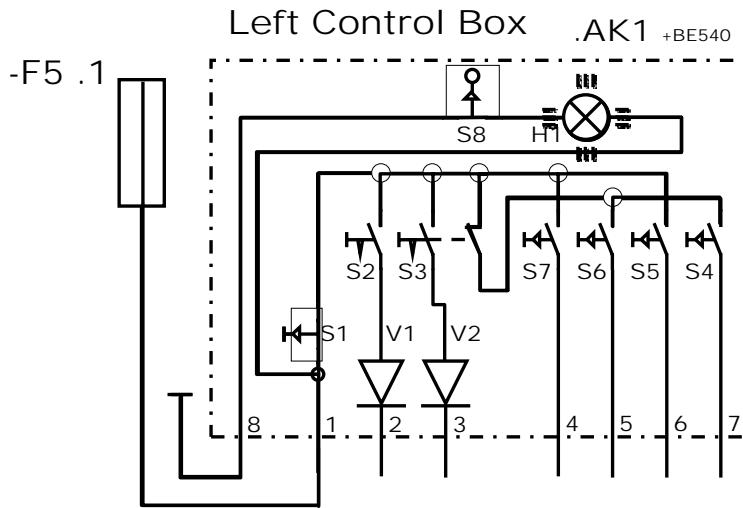 Left Control Box
.AK1 +BE540
-F5 .1
S8 H1
S2 S3 S7 S6 S5 S4
S1 V1 V2
8 1 2 3 4 5 6 7